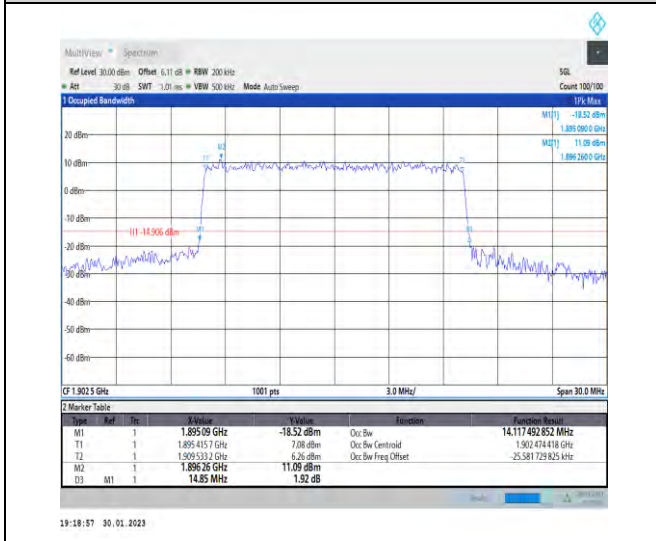 MultiView Spectrum
Ref Level 30.00 dBm Offset 6.11 dB RBW 200 kHz SGL
Att 30 dB SWT 1.01 ms VBW 500 kHz Mode Auto Sweep Count 100/100
1 Occupied Bandwidth 1Pk Max
M1[1] -18.52 dBm
1.895 090 0 GHz
M2[1] 11.09 dBm
1.896 260 0 GHz
20 dBm
M2
10 dBm
0 dBm
-10 dBm
H1 -14.906 dBm
-20 dBm
-30 dBm
-40 dBm
-50 dBm
-60 dBm
CF 1.902 5 GHz 1001 pts 3.0 MHz/ Span 30.0 MHz
2 Marker Table
Type Ref Trc X-Value Y-Value Function Function Result
M1 1 1.895 09 GHz -18.52 dBm Occ Bw 14.117 492 852 MHz
T1 1 1.895 415 7 GHz 7.08 dBm Occ Bw Centroid 1.902 474 418 GHz
T2 1 1.909 533 2 GHz 6.26 dBm Occ Bw Freq Offset -25.581 729 825 kHz
M2 1 1.896 26 GHz 11.09 dBm
D3 M1 1 14.85 MHz 1.92 dB
19:18:57 30.01.2023